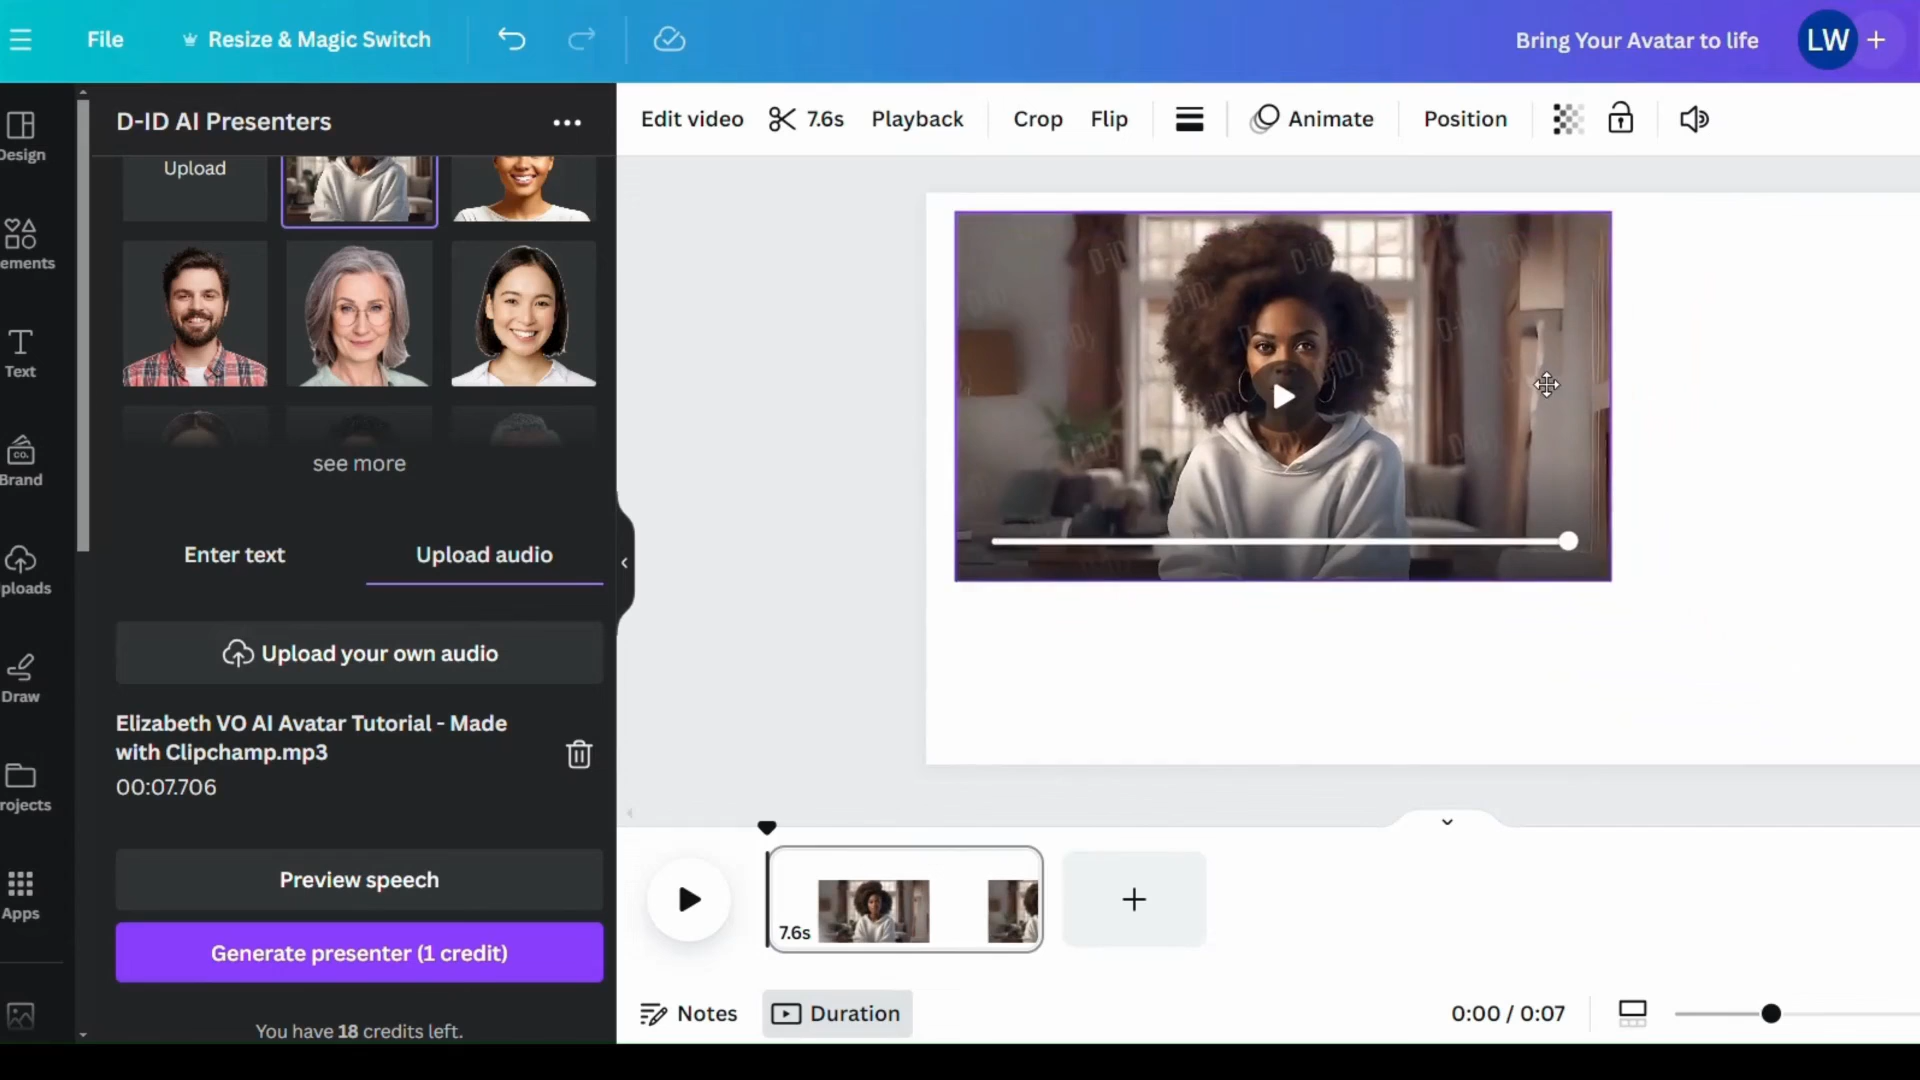 File
Resize & Magic Switch
Bring Your Avatar to life
LW
Design
ements
Text
Brand
ploads
Draw
rojects
Apps
CO.
D-ID AI Presenters
Upload
see more
Enter text
Upload audio
Upload your own audio
Elizabeth VO AI Avatar Tutorial - Made
with Clipchamp.mp3
00:07.706
Preview speech
Generate presenter (1 credit)
You have 18 credits left.
Edit video
7.6s
Playback
Crop
Flip
Animate
Position
D-iD
7.6s
Notes
Duration
0:00 / 0:07